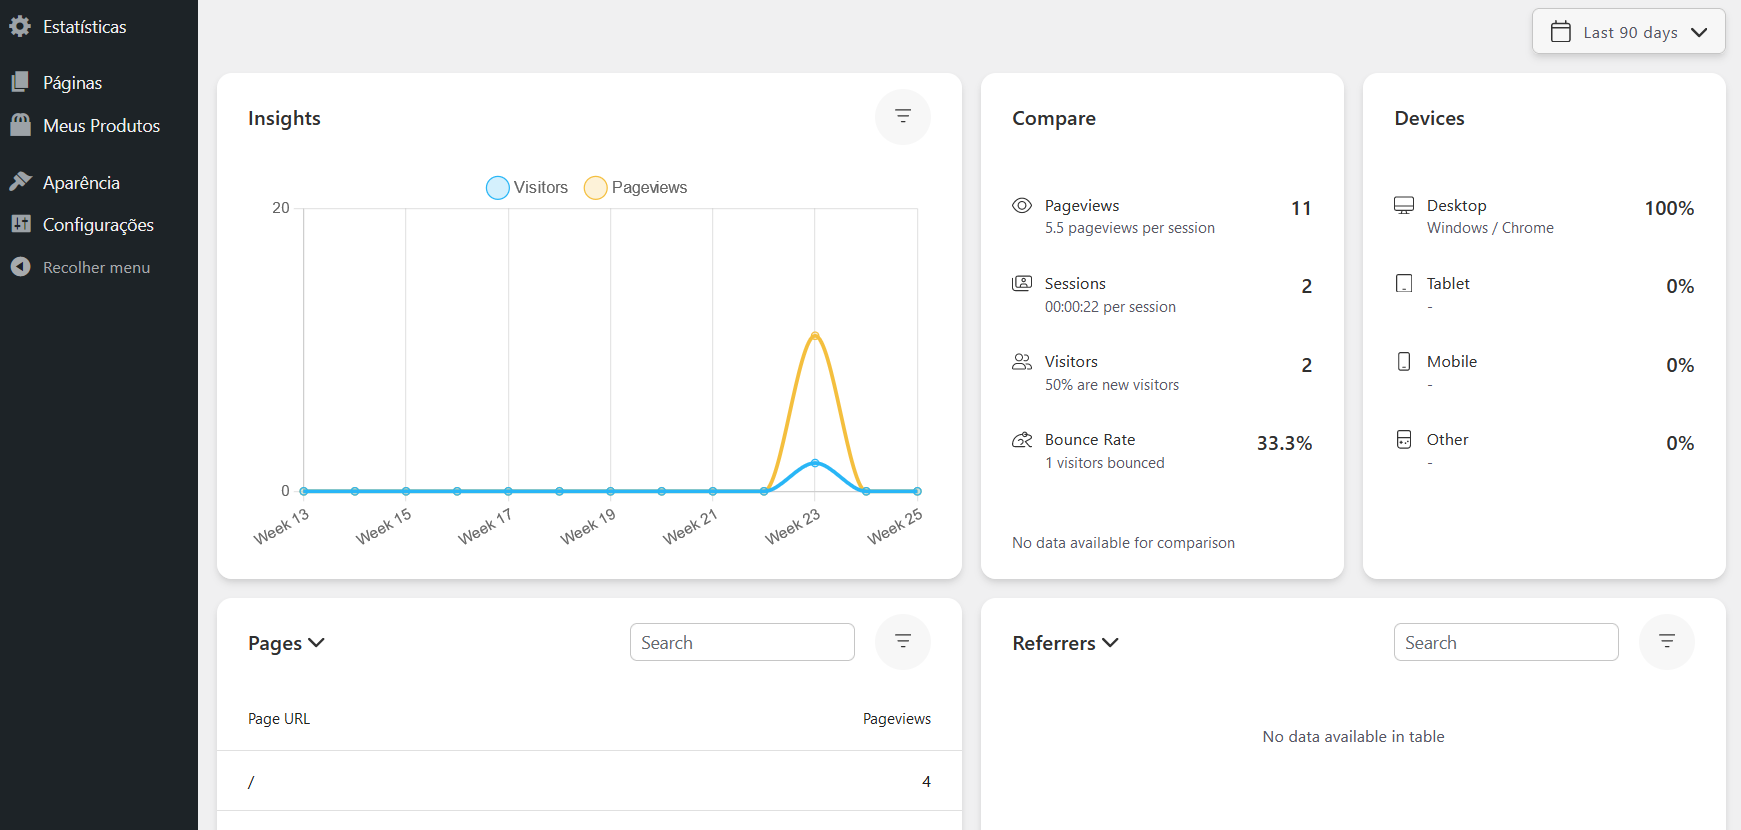 Estatísticas
Páginas
Meus Produtos
Aparência
Configurações
Recolher menu
Last 90 days
Insights
Visitors
Pageviews
20
0
Week 13
Week 15
Week 17
Week 19
Week 21
Week 23
Week 25
Compare
Pageviews 11
5.5 pageviews per session
Sessions 2
00:00:22 per session
Visitors 2
50% are new visitors
Bounce Rate 33.3%
1 visitors bounced
No data available for comparison
Devices
Desktop 100%
Windows / Chrome
Tablet 0%
-
Mobile 0%
-
Other 0%
-
Pages
Search
Page URL Pageviews
/ 4
Referrers
Search
No data available in table